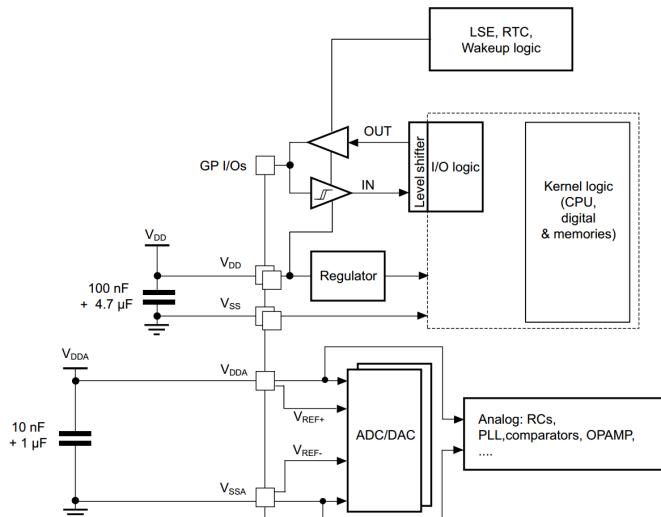 LSE, RTC,
Wakeup logic
OUT
GP I/Os
IN
Level shifter
I/O logic
Kernel logic
(CPU,
digital
& memories)
VDD
VDD
Regulator
100 nF
+ 4.7 µF
VSS
VDDA
VDDA
VREF+
10 nF
+ 1 µF
ADC/DAC
VREF-
VSSA
Analog: RCs,
PLL,comparators, OPAMP,
....